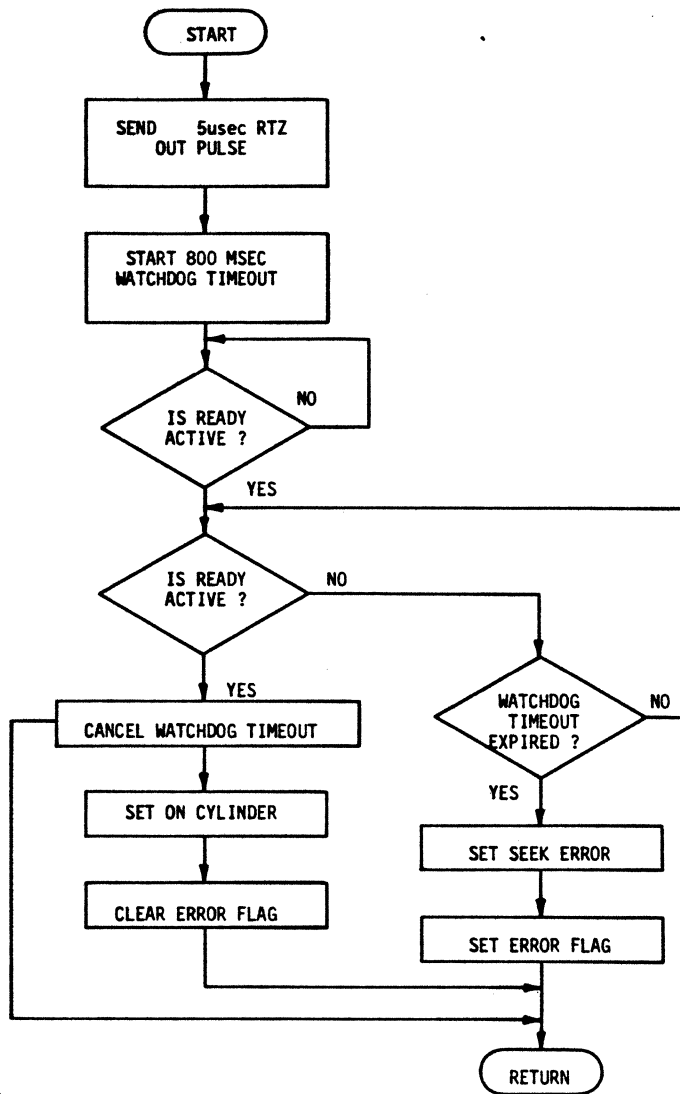 START
SEND 5usec RTZ
OUT PULSE
START 800 MSEC
WATCHDOG TIMEOUT
NO
IS READY
ACTIVE ?
YES
IS READY
ACTIVE ?
NO
YES
CANCEL WATCHDOG TIMEOUT
WATCHDOG
TIMEOUT
EXPIRED ?
NO
YES
SET ON CYLINDER
SET SEEK ERROR
CLEAR ERROR FLAG
SET ERROR FLAG
RETURN